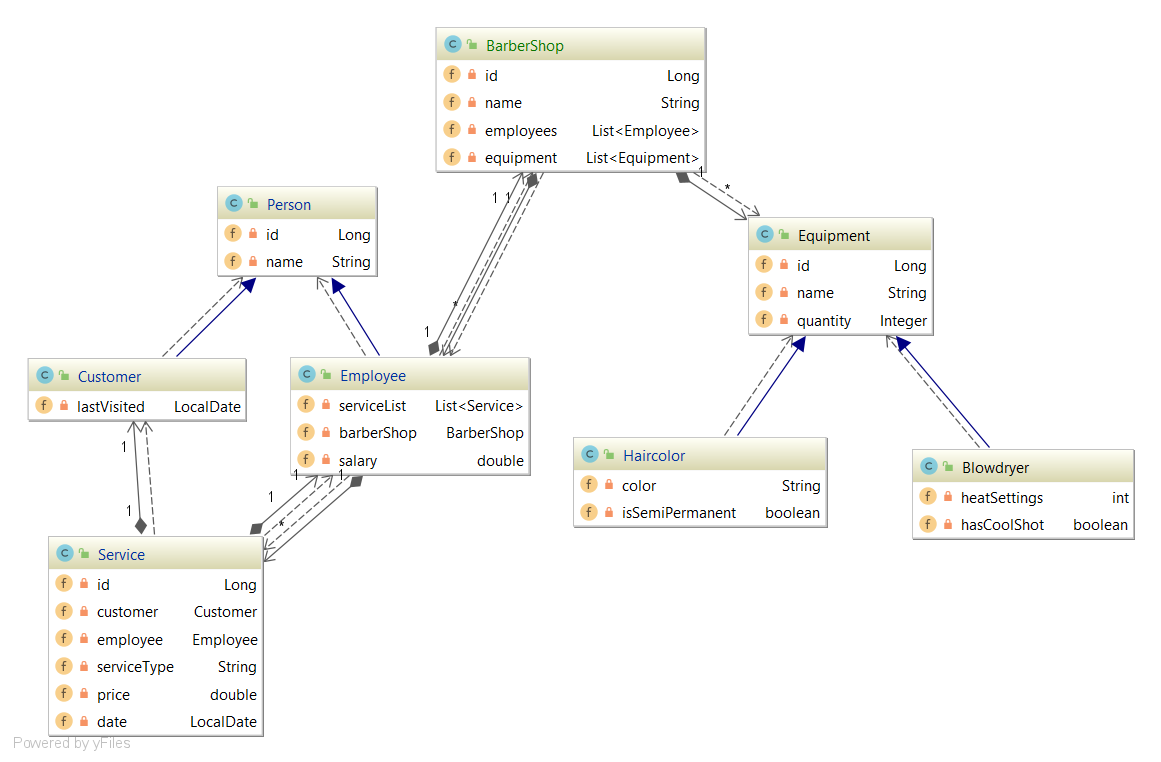 BarberShop
id Long
name String
employees List<Employee>
equipment List<Equipment>
1
*
1 1
Person
id Long
name String
Equipment
id Long
name String
quantity Integer
*
1
Customer
lastVisited LocalDate
Employee
serviceList List<Service>
barberShop BarberShop
salary double
1
1 1
1
1
*
Haircolor
color String
isSemiPermanent boolean
Blowdryer
heatSettings int
hasCoolShot boolean
Service
id Long
customer Customer
employee Employee
serviceType String
price double
date LocalDate
Powered by yFiles